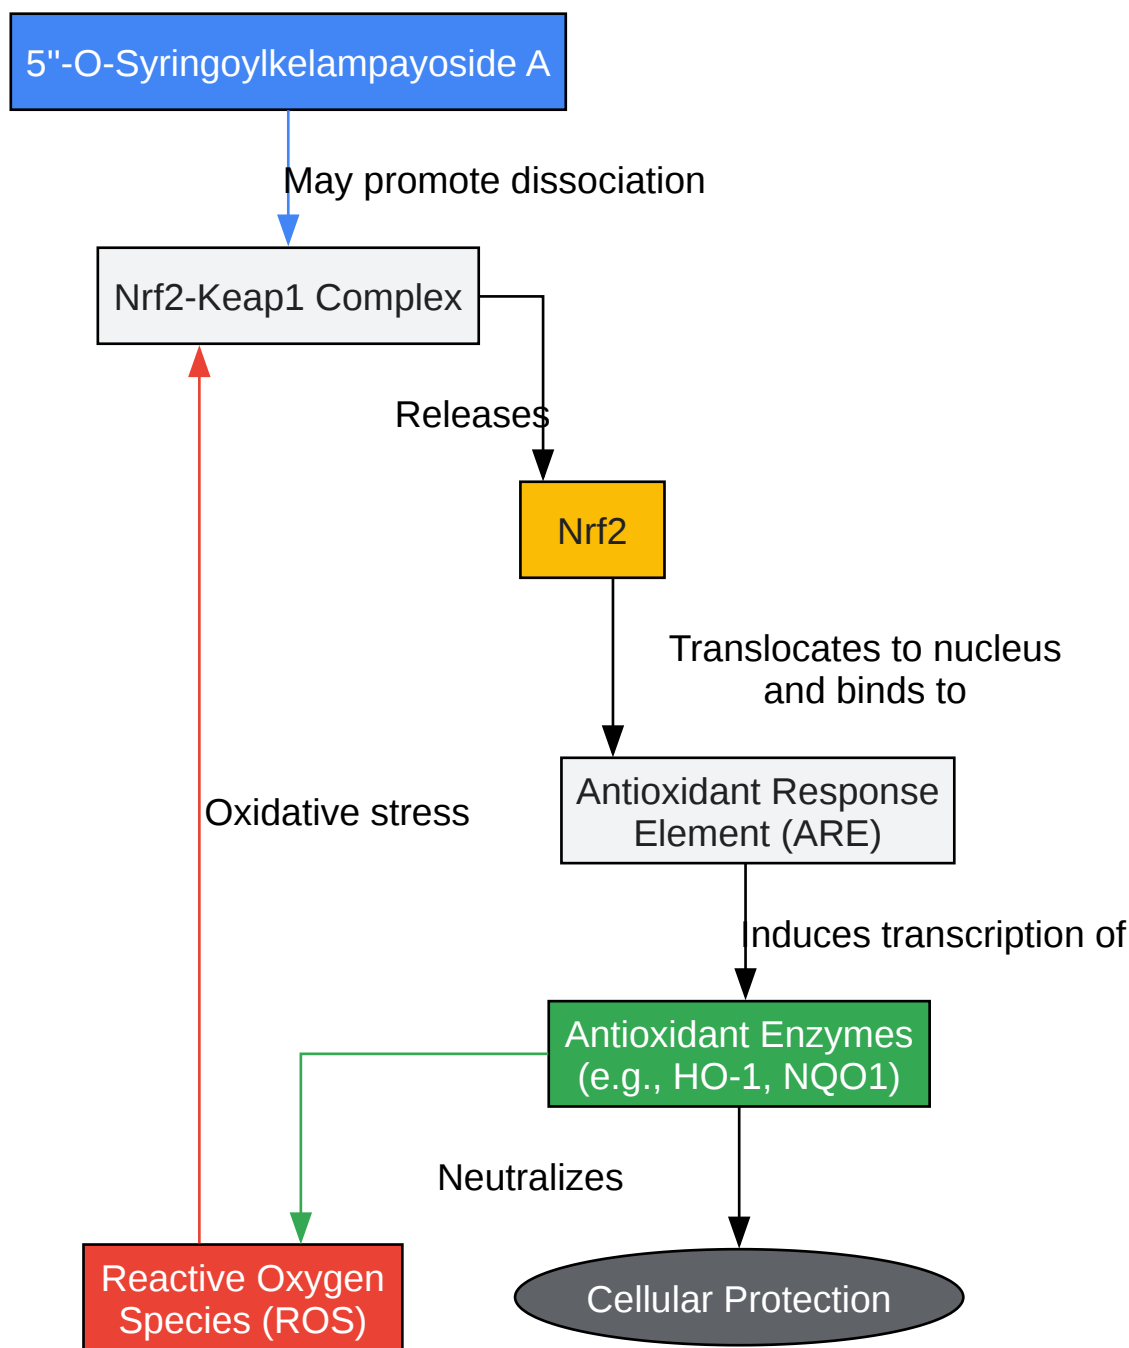 5"-O-Syringoylkelampayoside A
May promote dissociation
Nrf2-Keap1 Complex
Releases
Nrf2
Translocates to nucleus
and binds to
Antioxidant Response
Element (ARE)
Oxidative stress
Induces transcription of
Antioxidant Enzymes
(e.g., HO-1, NQO1)
Neutralizes
Reactive Oxygen
Species (ROS)
Cellular Protection